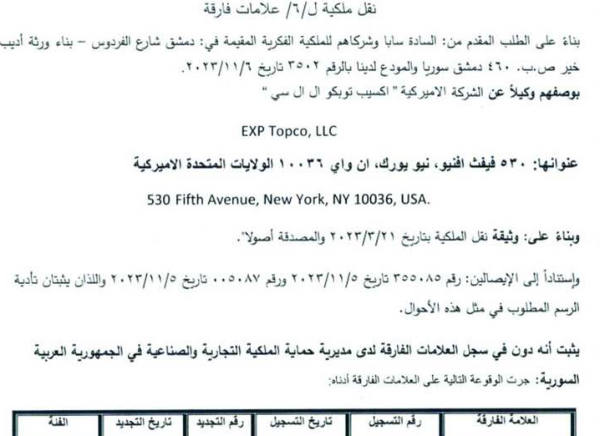 نقل ملكية ل/٦/ علامات فارقة
بناءً على الطلب المقدم من: السادة سابا وشركاهم للملكية الفكرية المقيمة في: دمشق شارع الفردوس – بناء ورثة أديب
خير ص.ب. ٤٦٠ دمشق سوريا والمودع لدينا بالرقم ٣٥٠٢ تاريخ ٢٠٢٣/١١/٦.
بوصفهم وكيلاً عن الشركة الاميركية " اكسيب توبكو ال ال سي "
EXP Topco, LLC
عنوانها: ٥٣٠ فيفث افنيو، نيو يورك، ان واي ١٠٠٣٦ الولايات المتحدة الاميركية
530 Fifth Avenue, New York, NY 10036, USA.
وبناءً على: وثيقة نقل الملكية بتاريخ ٢٠٢٣/٣/٢١ والمصدقة أصولاً.
وإستناداً إلى الإيصالين: رقم ٣٥٥٠٨٥ تاريخ ٢٠٢٣/١١/٥ ورقم ٠٠٥٠٨٧ تاريخ ٢٠٢٣/١١/٥ واللذان يثبتان تأدية
الرسم المطلوب في مثل هذه الأحوال.
يثبت أنه دون في سجل العلامات الفارقة لدى مديرية حماية الملكية التجارية والصناعية في الجمهورية العربية
السورية: جرت الوقوعة التالية على العلامات الفارقة أدناه:
العلامة الفارقة رقم التسجيل تاريخ التسجيل رقم التجديد تاريخ التجديد الفئة